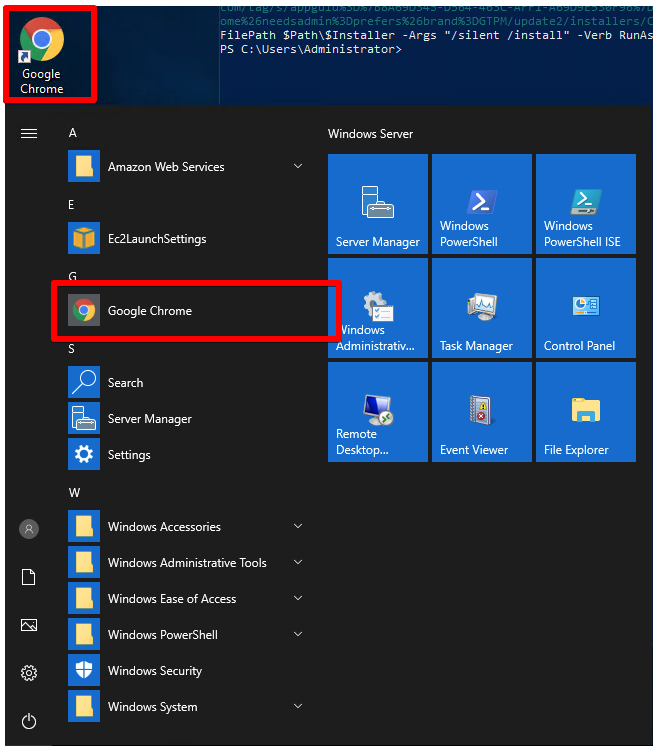 com/tag/s/appguid%3D%7B8A69D345-D564-463C-AFF1-A69D9E530F96%7D
ome%26needsadmin%3Dprefers%26brand%3DGTPM/update2/installers/C
FilePath $Path\$Installer -Args "/silent /install" -Verb RunAs
PS C:\Users\Administrator>
Google
Chrome
A
Amazon Web Services
E
Ec2LaunchSettings
G
Google Chrome
S
Search
Server Manager
Settings
W
Windows Accessories
Windows Administrative Tools
Windows Ease of Access
Windows PowerShell
Windows Security
Windows System
Windows Server
Server Manager
Windows
PowerShell
Windows
PowerShell ISE
Windows
Administrativ...
Task Manager
Control Panel
Remote
Desktop...
Event Viewer
File Explorer